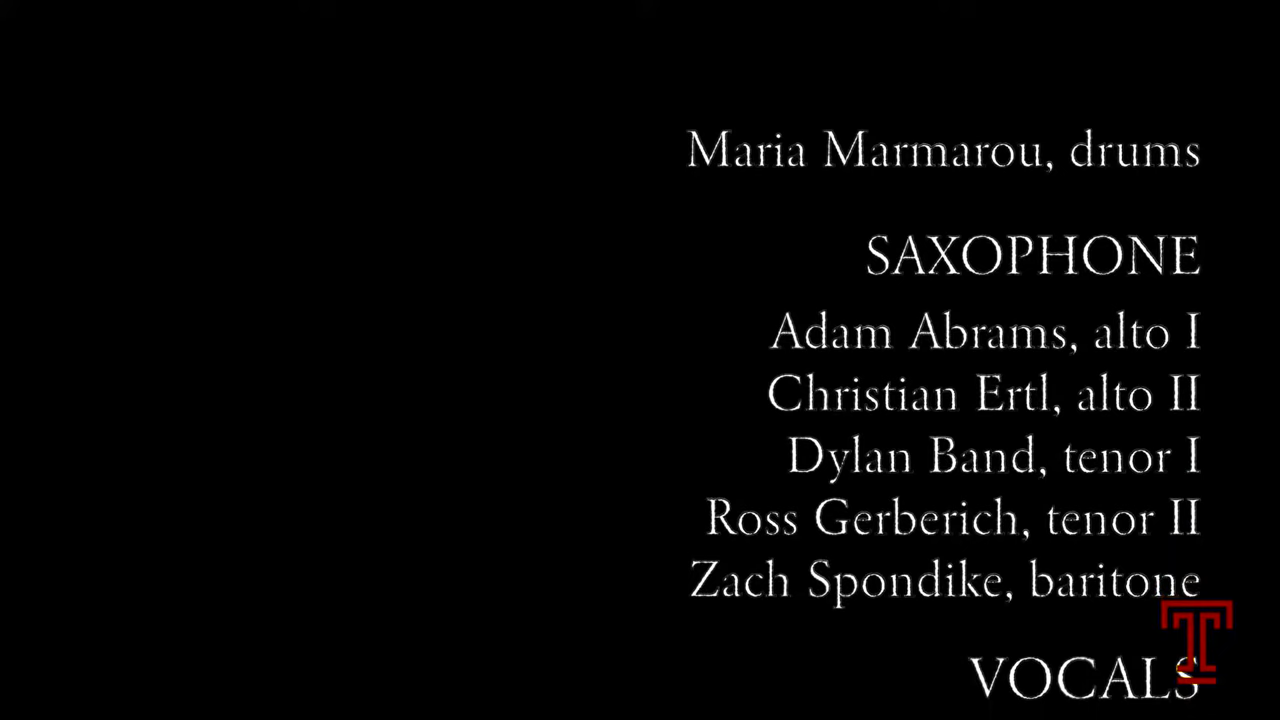 Maria Marmarou, drums
SAXOPHONE
Adam Abrams, alto I
Christian Ertl, alto II
Dylan Band, tenor I
Ross Gerberich, tenor II
Zach Spondike, baritone
VOCALS